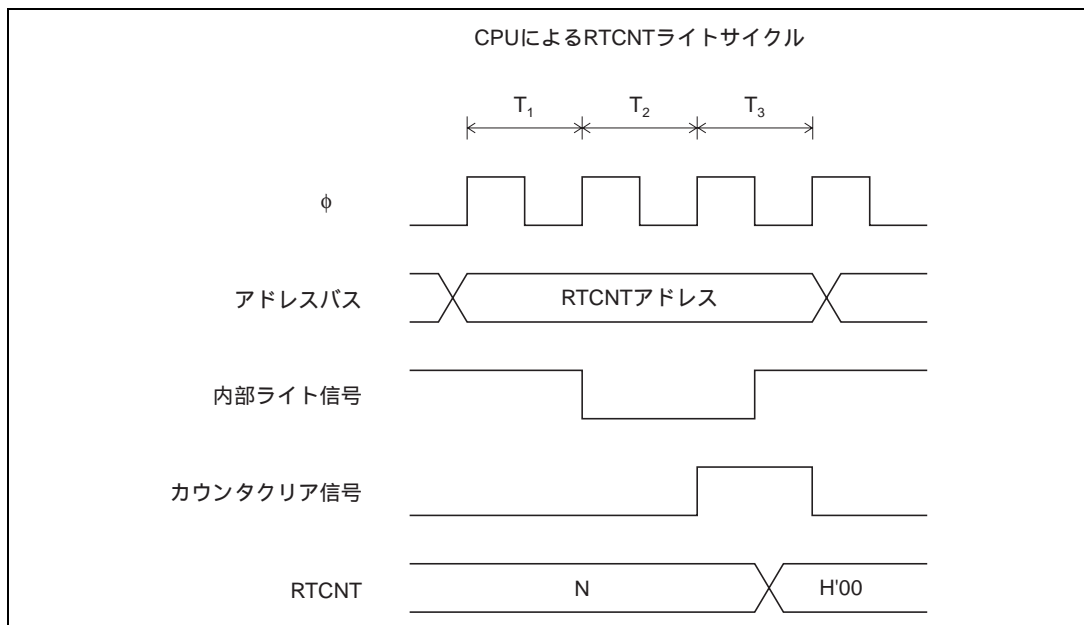 CPUによるRTCNTライトサイクル
T1 T2 T3
φ
アドレスバス RTCNTアドレス
内部ライト信号
カウンタクリア信号
RTCNT N H'00